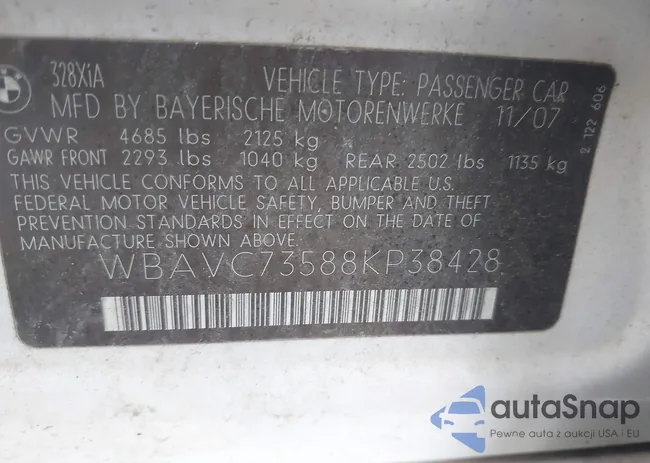 328XiA
VEHICLE TYPE: PASSENGER CAR
MFD BY BAYERISCHE MOTORENWERKE 11/07
GVWR 4685 lbs 2125 kg
GAWR FRONT 2293 lbs 1040 kg REAR 2502 lbs 1135 kg
THIS VEHICLE CONFORMS TO ALL APPLICABLE U.S.
FEDERAL MOTOR VEHICLE SAFETY, BUMPER AND THEFT
PREVENTION STANDARDS IN EFFECT ON THE DATE OF
MANUFACTURE SHOWN ABOVE.
WBAVC73588KP38428
2 122 606
autaSnap
Pewne auta z aukcji USA i EU